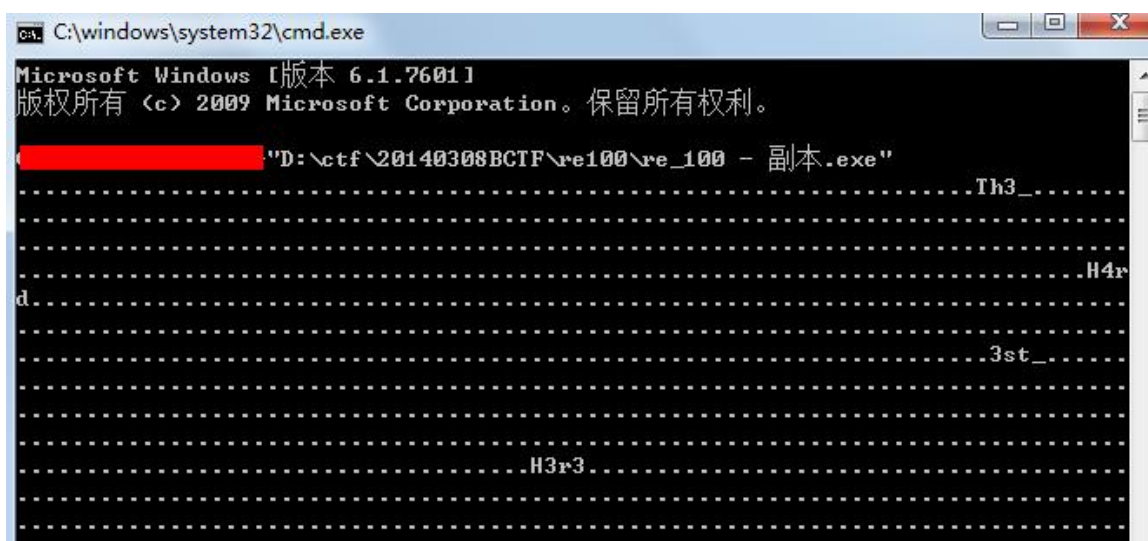 C:\windows\system32\cmd.exe
Microsoft Windows [版本 6.1.7601]
版权所有 (c) 2009 Microsoft Corporation。保留所有权利。
"D:\ctf\20140308BCTF\re100\re_100 - 副本.exe"
...............................................................................Th3_........
...........................................................................................
...........................................................................................
........................................................................................H4r
d..........................................................................................
...........................................................................................
................................................................................3st_.......
...........................................................................................
...........................................................................................
...........................................................................................
..........................................H3r3.............................................
...........................................................................................
...........................................................................................